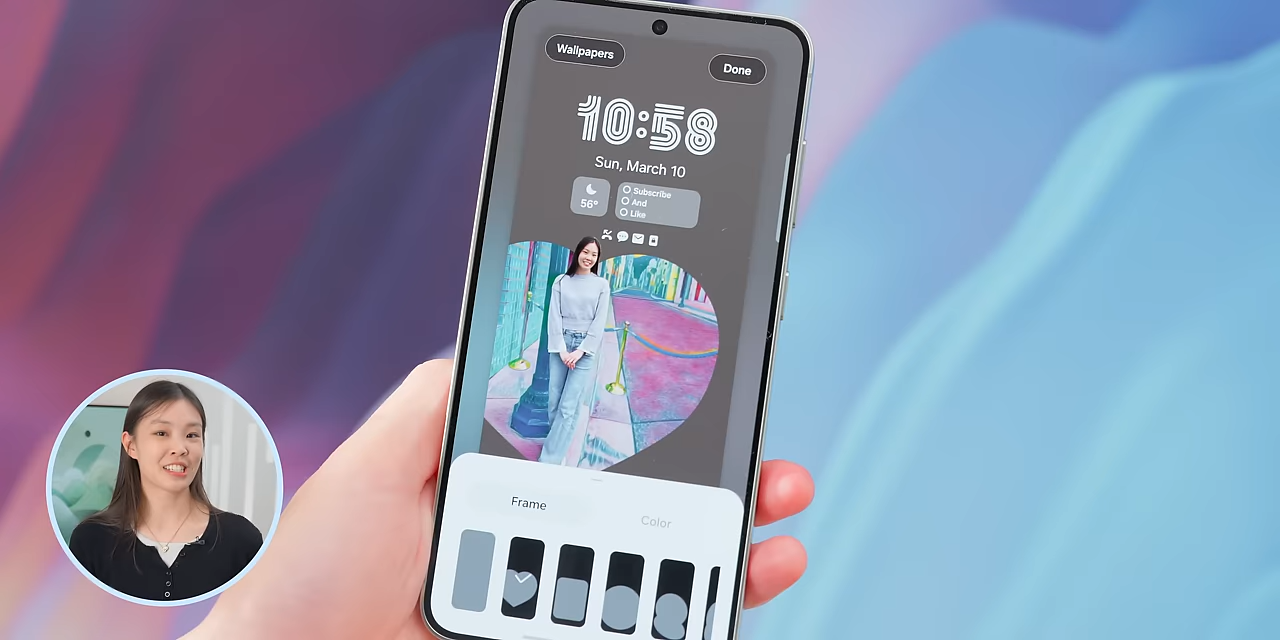 Wallpapers
Done
10:58
Sun, March 10
56°
Subscribe
And
Like
Frame
Color